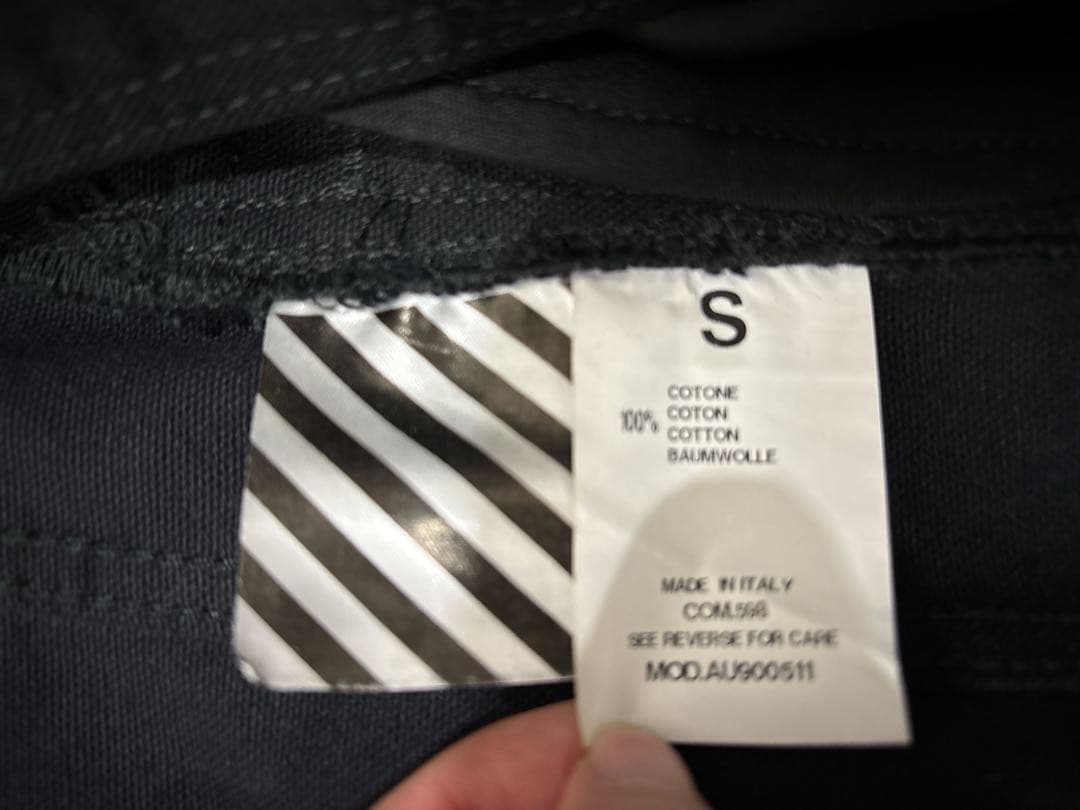 S
100%
COTONE
COTON
COTTON
BAUMWOLLE
MADE IN ITALY
COM.598
SEE REVERSE FOR CARE
MOD.AU900511